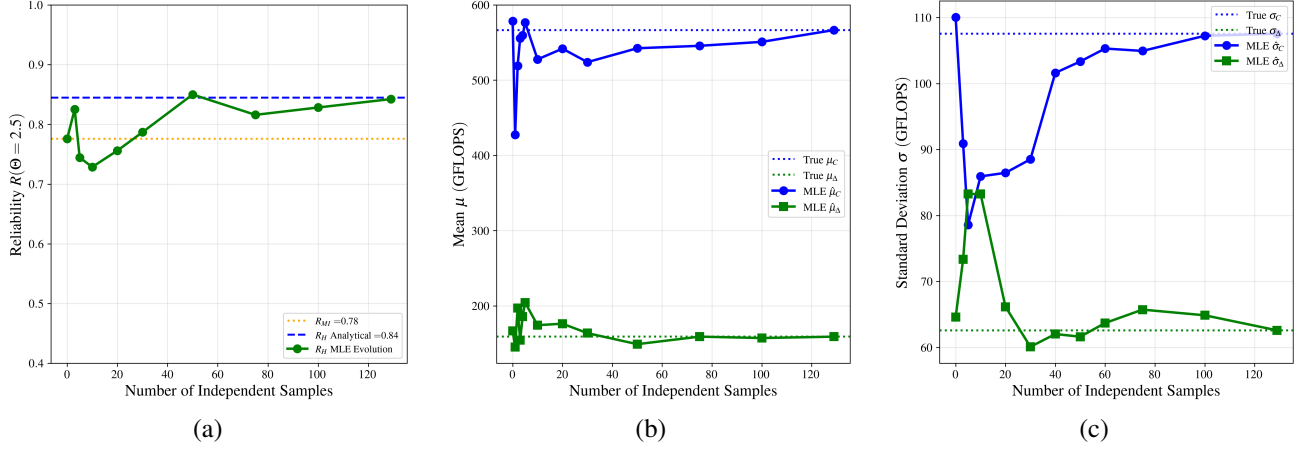 1.0
0.9
0.8
0.7
0.6
0.5
0.4
Reliability R(Θ = 2.5)
0 20 40 60 80 100 120
Number of Independent Samples
R_MI =0.78
R_H Analytical =0.84
R_H MLE Evolution
(a)
600
500
400
300
200
Mean μ (GFLOPS)
0 20 40 60 80 100 120
Number of Independent Samples
True μ_C
True μ_Δ
MLE μ̂_C
MLE μ̂_Δ
(b)
110
100
90
80
70
60
Standard Deviation σ (GFLOPS)
0 20 40 60 80 100 120
Number of Independent Samples
True σ_C
True σ_Δ
MLE σ̂_C
MLE σ̂_Δ
(c)